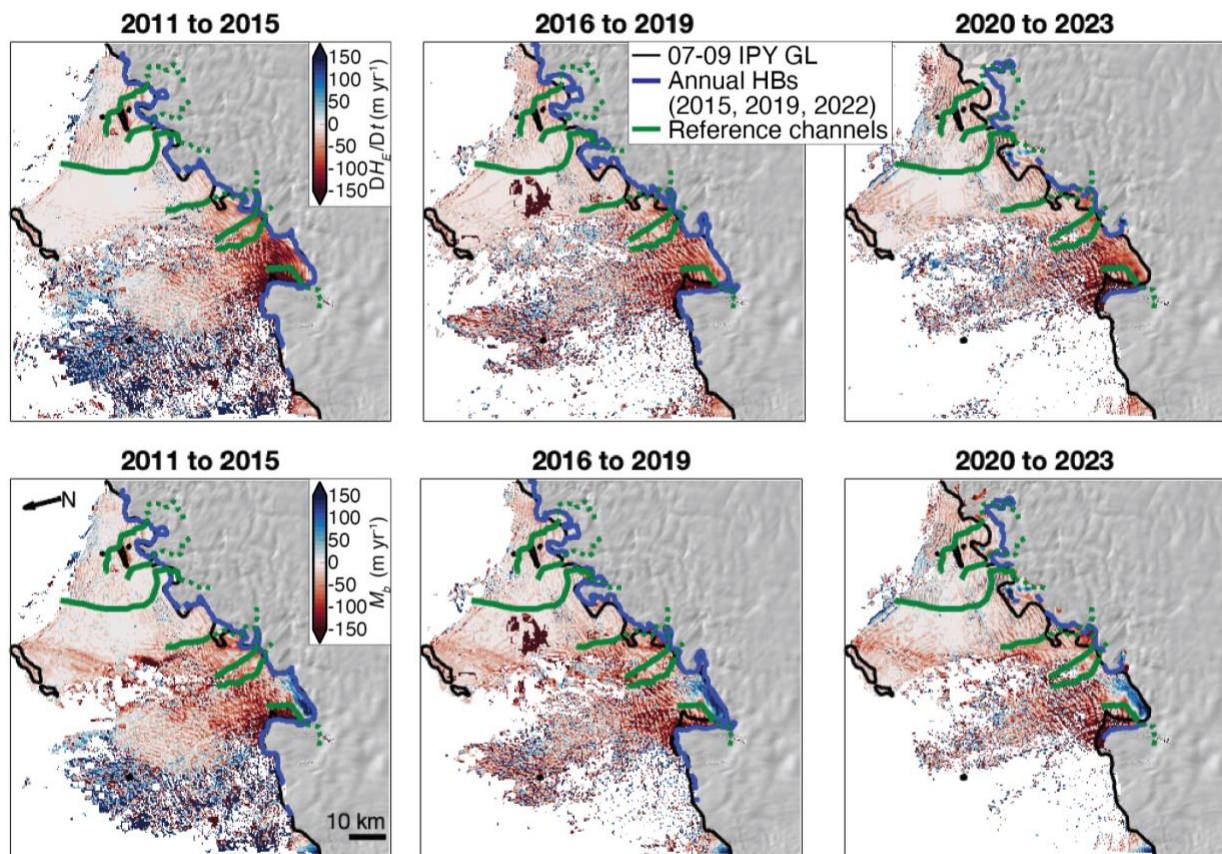 2011 to 2015
2016 to 2019
2020 to 2023
150
100
50
0
-50
-100
-150
DH_E/Dt (m yr⁻¹)
07-09 IPY GL
Annual HBs
(2015, 2019, 2022)
Reference channels
2011 to 2015
2016 to 2019
2020 to 2023
N
150
100
50
0
-50
-100
-150
M_b (m yr⁻¹)
10 km